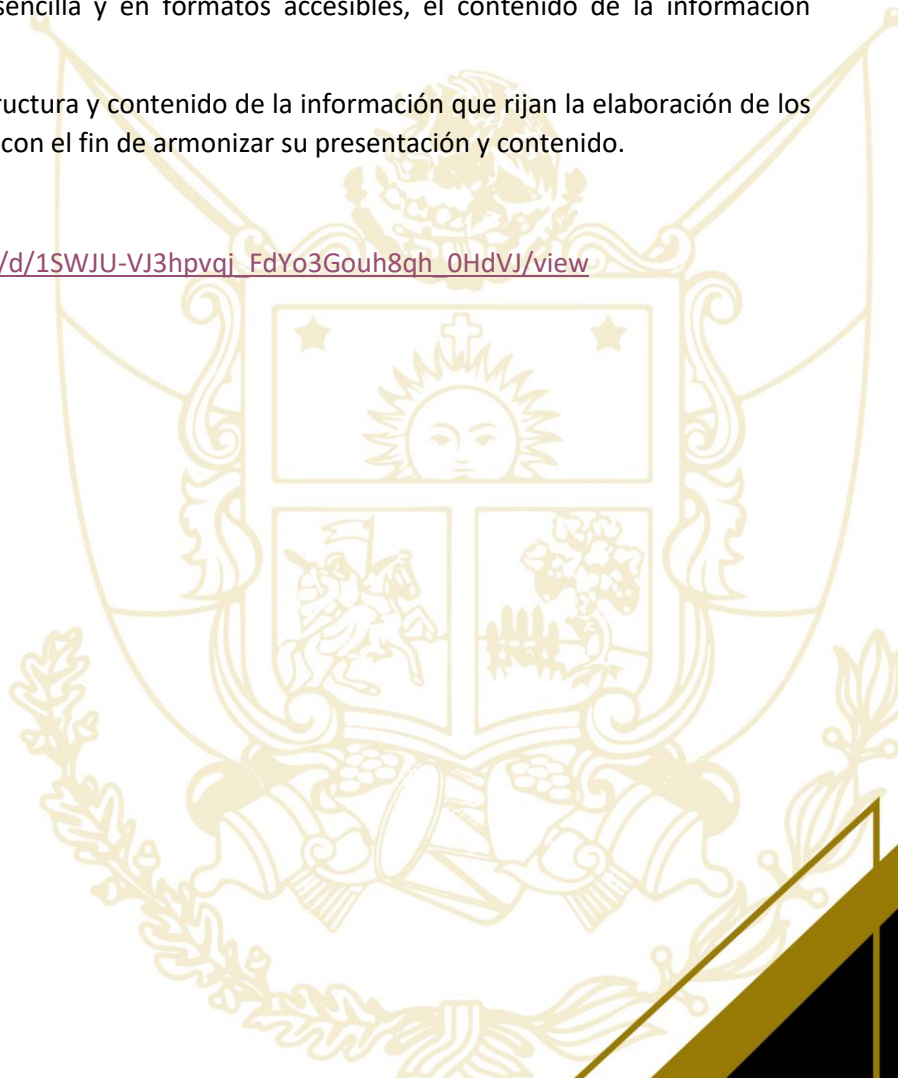 sencilla y en formatos accesibles, el contenido de la información
ructura y contenido de la información que rijan la elaboración de los
con el fin de armonizar su presentación y contenido.
/d/1SWJU-VJ3hpvqj_FdYo3Gouh8qh_0HdVJ/view